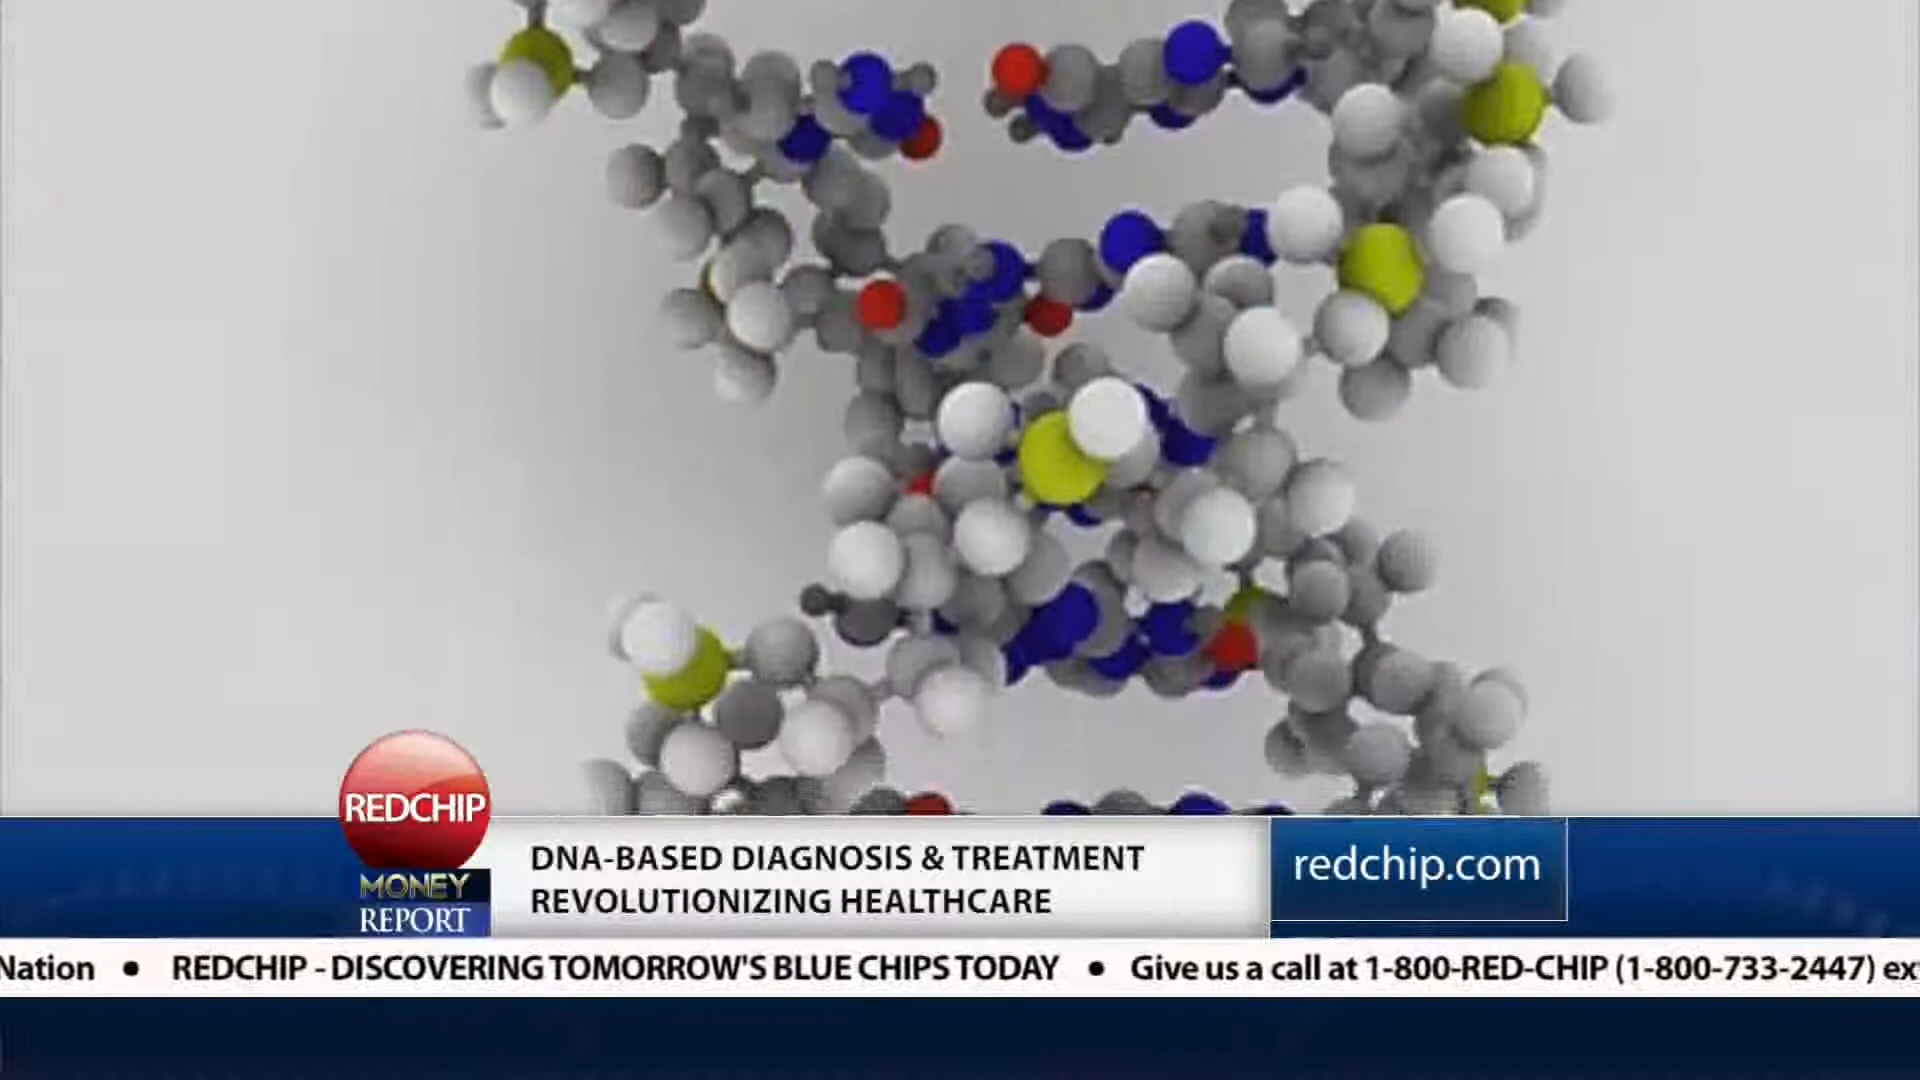 REDCHIP
MONEY
REPORT
DNA-BASED DIAGNOSIS & TREATMENT
REVOLUTIONIZING HEALTHCARE
redchip.com
Nation • REDCHIP - DISCOVERING TOMORROW'S BLUE CHIPS TODAY • Give us a call at 1-800-RED-CHIP (1-800-733-2447)